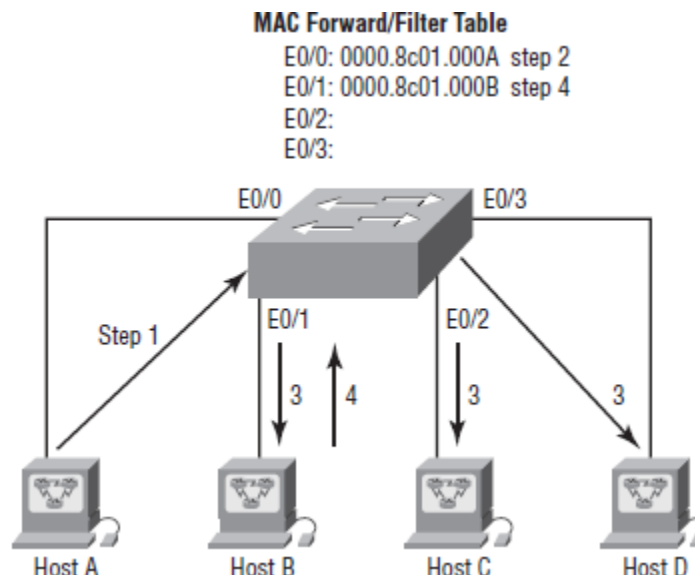 MAC Forward/Filter Table
E0/0: 0000.8c01.000A step 2
E0/1: 0000.8c01.000B step 4
E0/2:
E0/3:
E0/0
E0/3
Step 1
E0/1
E0/2
3
4
3
3
Host A
Host B
Host C
Host D